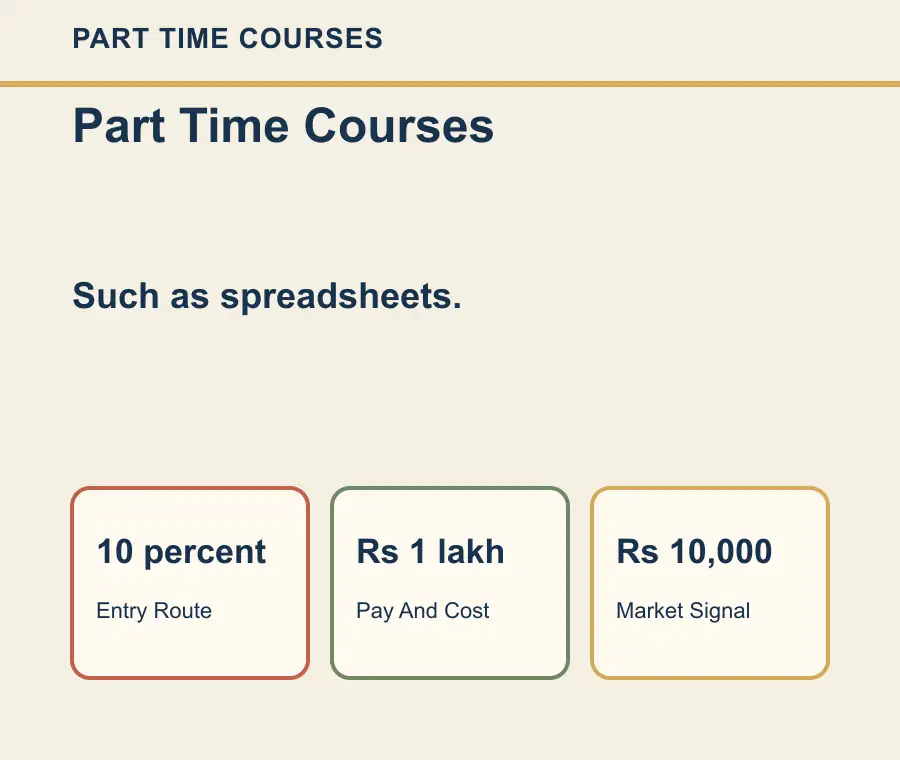 PART TIME COURSES
Part Time Courses
Such as spreadsheets.
10 percent
Entry Route
Rs 1 lakh
Pay And Cost
Rs 10,000
Market Signal